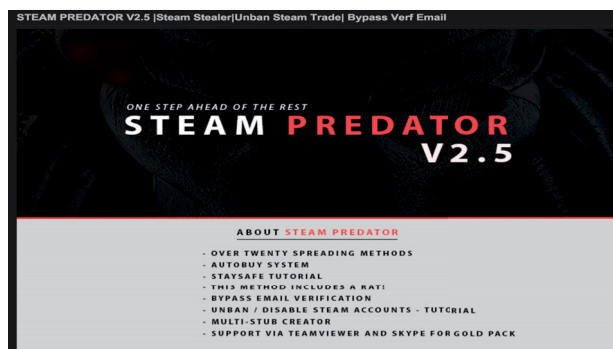 STEAM PREDATOR V2.5 |Steam Stealer|Unban Steam Trade| Bypass Verf Email
ONE STEP AHEAD OF THE REST
STEAM PREDATOR
V2.5
ABOUT STEAM PREDATOR
- OVER TWENTY SPREADING METHODS
- AUTOBUY SYSTEM
- STAYSAFE TUTORIAL
- THIS METHOD INCLUDES A RAT!
- BYPASS EMAIL VERIFICATION
- UNBAN / DISABLE STEAM ACCOUNTS - TUTORIAL
- MULTI-STUB CREATOR
- SUPPORT VIA TEAMVIEWER AND SKYPE FOR GOLD PACK